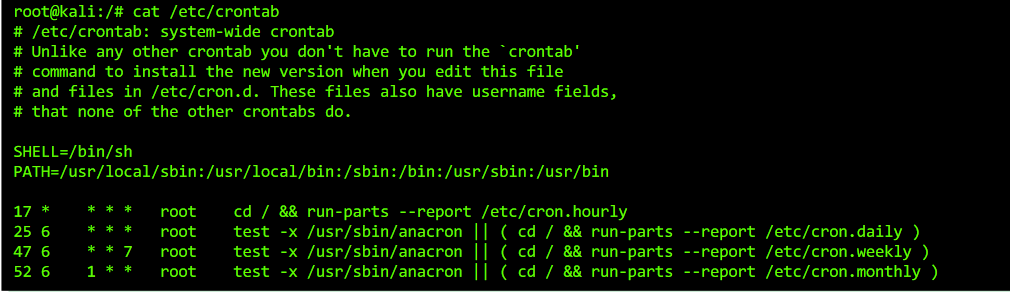 root@kali:/# cat /etc/crontab
# /etc/crontab: system-wide crontab
# Unlike any other crontab you don't have to run the `crontab'
# command to install the new version when you edit this file
# and files in /etc/cron.d. These files also have username fields,
# that none of the other crontabs do.

SHELL=/bin/sh
PATH=/usr/local/sbin:/usr/local/bin:/sbin:/bin:/usr/sbin:/usr/bin

17 *    * * *   root    cd / && run-parts --report /etc/cron.hourly
25 6    * * *   root    test -x /usr/sbin/anacron || ( cd / && run-parts --report /etc/cron.daily )
47 6    * * 7   root    test -x /usr/sbin/anacron || ( cd / && run-parts --report /etc/cron.weekly )
52 6    1 * *   root    test -x /usr/sbin/anacron || ( cd / && run-parts --report /etc/cron.monthly )